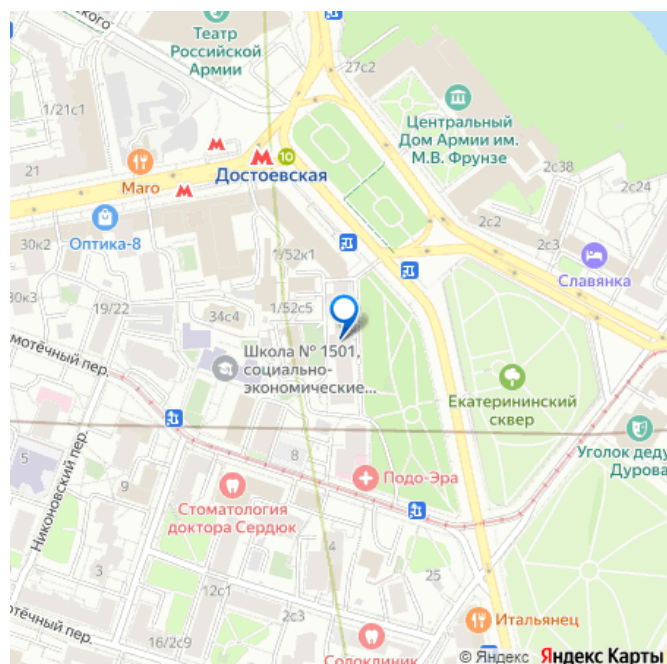 Театр
Российской
Армии
27с2
1/21с1
Центральный
Дом Армии им.
М.В. Фрунзе
21
Маго
10
Достоевская
2с38
2с24
2с2
2с3
Славянка
30к2
Оптика-8
1/52к1
30к3
19/22
34с4
1/52с5
Школа № 1501,
социально-
экономические...
Екатерининский
сквер
мотёчный пер.
Уголок деду
Дурова
Никоновский пер.
5
8
9
Подо-Эра
Стоматология
доктора Сердюк
3
4
12с1
25
2с3
Итальянец
мотёчный пер.
16/2с9
Солоклиник
© Яндекс Яндекс Карты